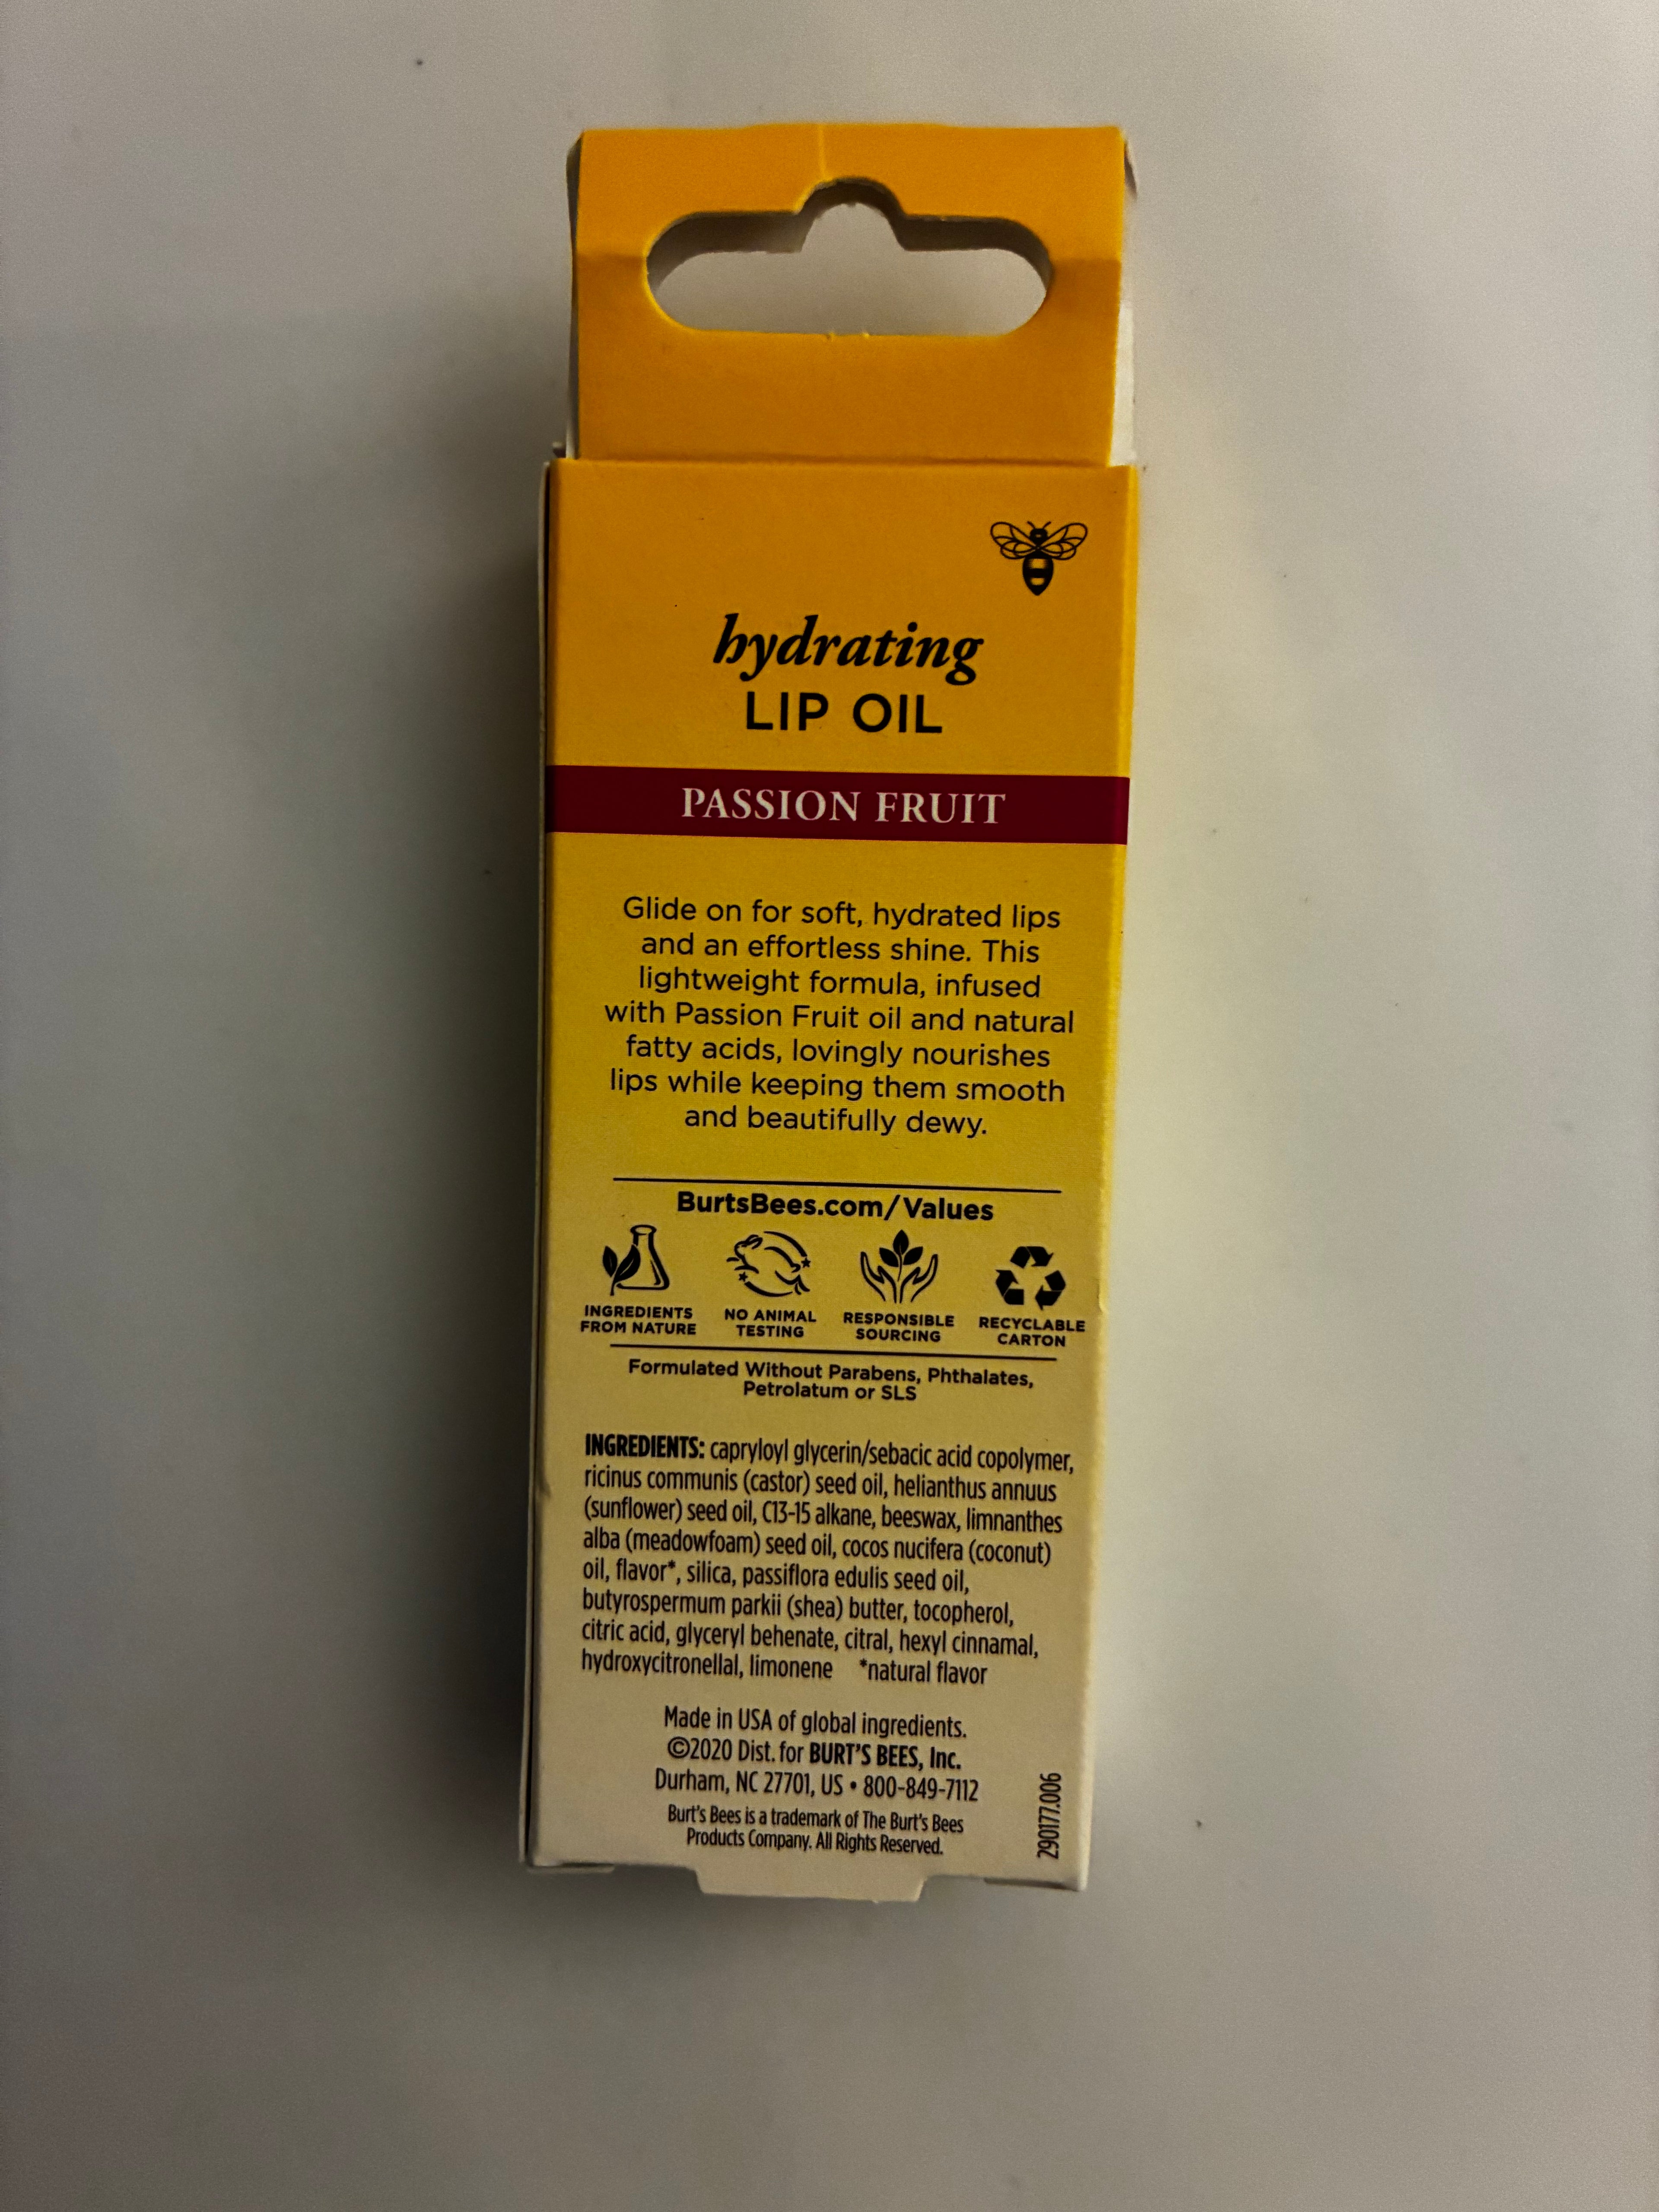 hydrating
LIP OIL
PASSION FRUIT
Glide on for soft, hydrated lips
and an effortless shine. This
lightweight formula, infused
with Passion Fruit oil and natural
fatty acids, lovingly nourishes
lips while keeping them smooth
and beautifully dewy.
BurtsBees.com/Values
INGREDIENTS
FROM NATURE
NO ANIMAL
TESTING
RESPONSIBLE
SOURCING
RECYCLABLE
CARTON
Formulated Without Parabens, Phthalates,
Petrolatum or SLS
INGREDIENTS: capryloyl glycerin/sebacic acid copolymer,
ricinus communis (castor) seed oil, helianthus annuus
(sunflower) seed oil, C13-15 alkane, beeswax, limnanthes
alba (meadowfoam) seed oil, cocos nucifera (coconut)
oil, flavor*, silica, passiflora edulis seed oil,
butyrospermum parkii (shea) butter, tocopherol,
citric acid, glyceryl behenate, citral, hexyl cinnamal,
hydroxycitronellal, limonene *natural flavor
Made in USA of global ingredients.
©2020 Dist. for BURT'S BEES, Inc.
Durham, NC 27701, US • 800-849-7112
Burt's Bees is a trademark of The Burt's Bees
Products Company. All Rights Reserved.
290177.006